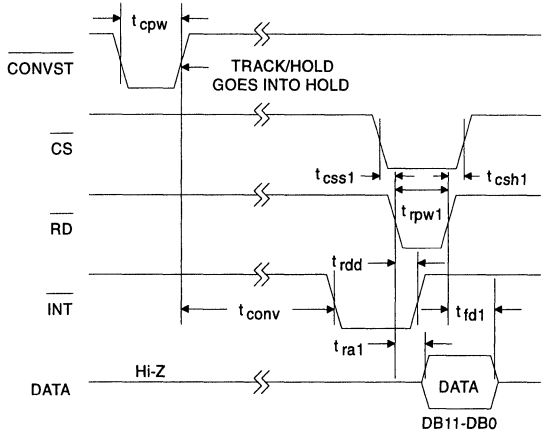 t cpw
CONVST
TRACK/HOLD
GOES INTO HOLD
CS
t css1
t csh1
t rpw1
RD
t rdd
INT
t conv
t fd1
t ra1
Hi-Z
DATA
DATA
DB11-DB0